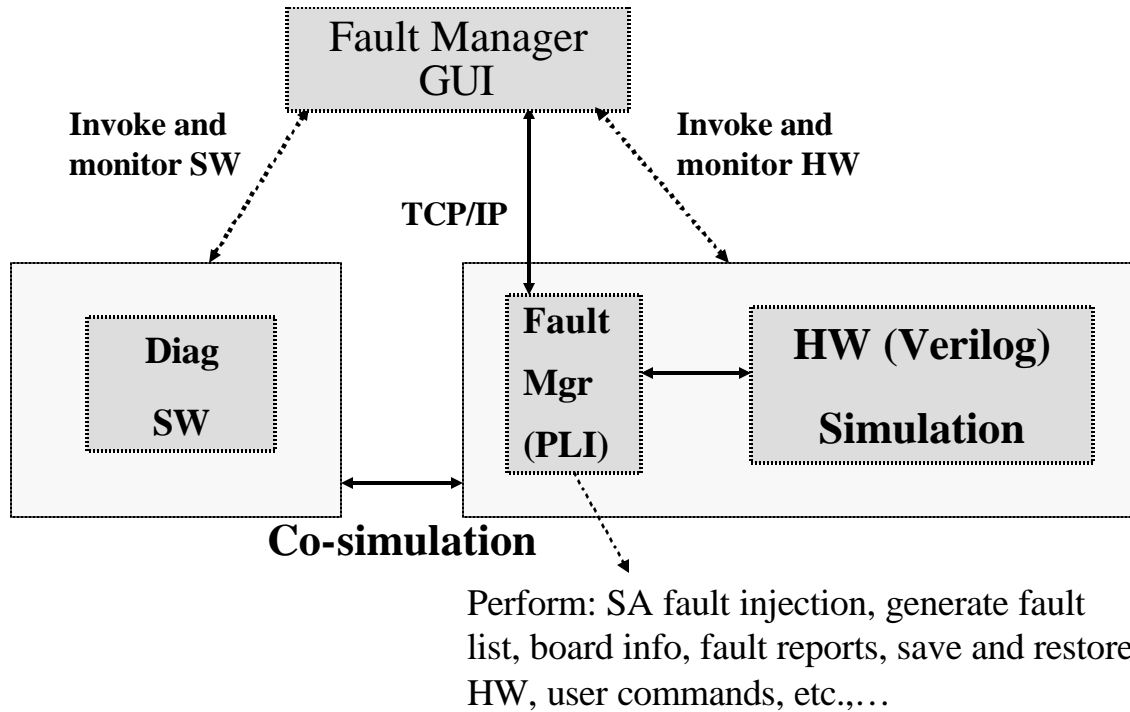 Fault Manager
GUI
Invoke and
monitor SW
Invoke and
monitor HW
TCP/IP
Diag
SW
Fault
Mgr
(PLI)
HW (Verilog)
Simulation
Co-simulation
Perform: SA fault injection, generate fault
list, board info, fault reports, save and restore
HW, user commands, etc.,…